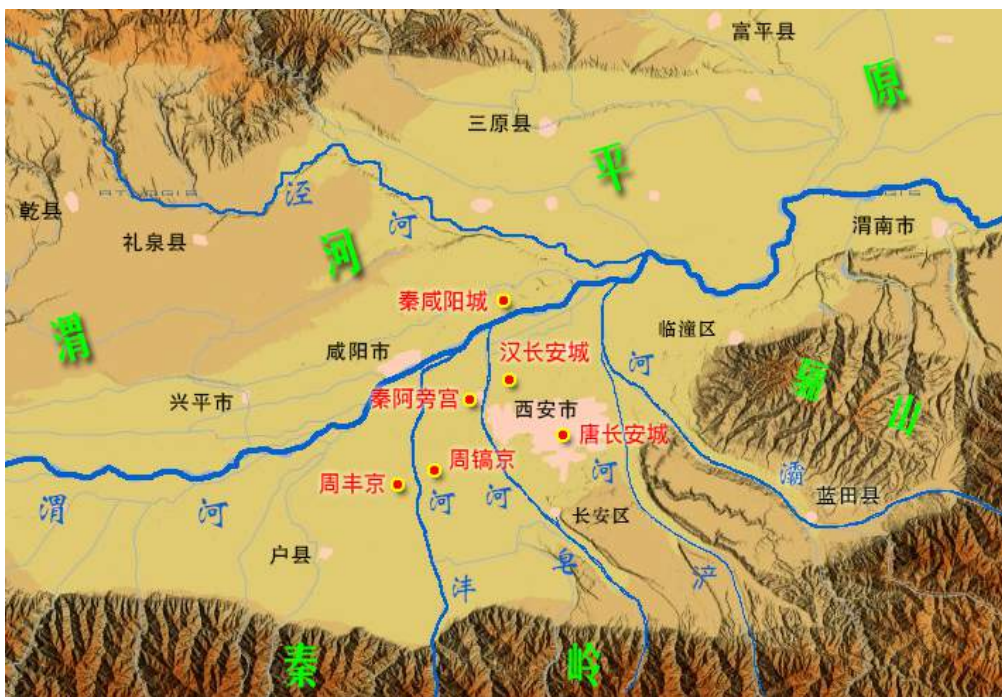 富平县
原
三原县
平
乾县
泾
礼泉县
河
河
渭南市
秦咸阳城
渭
咸阳市
汉长安城
临潼区
河
骊山
兴平市
秦阿旁宫
西安市
唐长安城
周镐京
周丰京
河
河
河
灞
渭
河
蓝田县
长安区
户县
沣
皂
浐
秦
岭